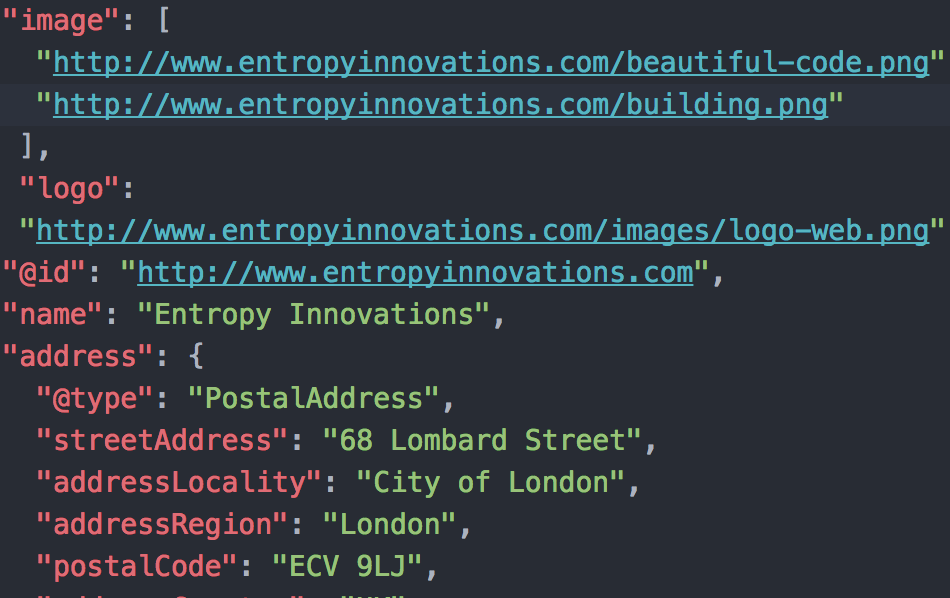 "image": [
"http://www.entropyinnovations.com/beautiful-code.png"
"http://www.entropyinnovations.com/building.png"
],
"logo":
"http://www.entropyinnovations.com/images/logo-web.png"
"@id": "http://www.entropyinnovations.com",
"name": "Entropy Innovations",
"address": {
"@type": "PostalAddress",
"streetAddress": "68 Lombard Street",
"addressLocality": "City of London",
"addressRegion": "London",
"postalCode": "ECV 9LJ",